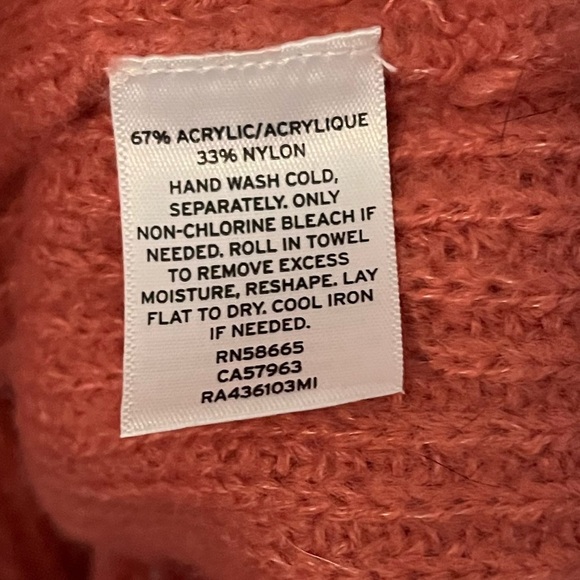 67% ACRYLIC/ACRYLIQUE
33% NYLON
HAND WASH COLD,
SEPARATELY. ONLY
NON-CHLORINE BLEACH IF
NEEDED. ROLL IN TOWEL
TO REMOVE EXCESS
MOISTURE, RESHAPE. LAY
FLAT TO DRY. COOL IRON
IF NEEDED.
RN58665
CA57963
RA436103MI